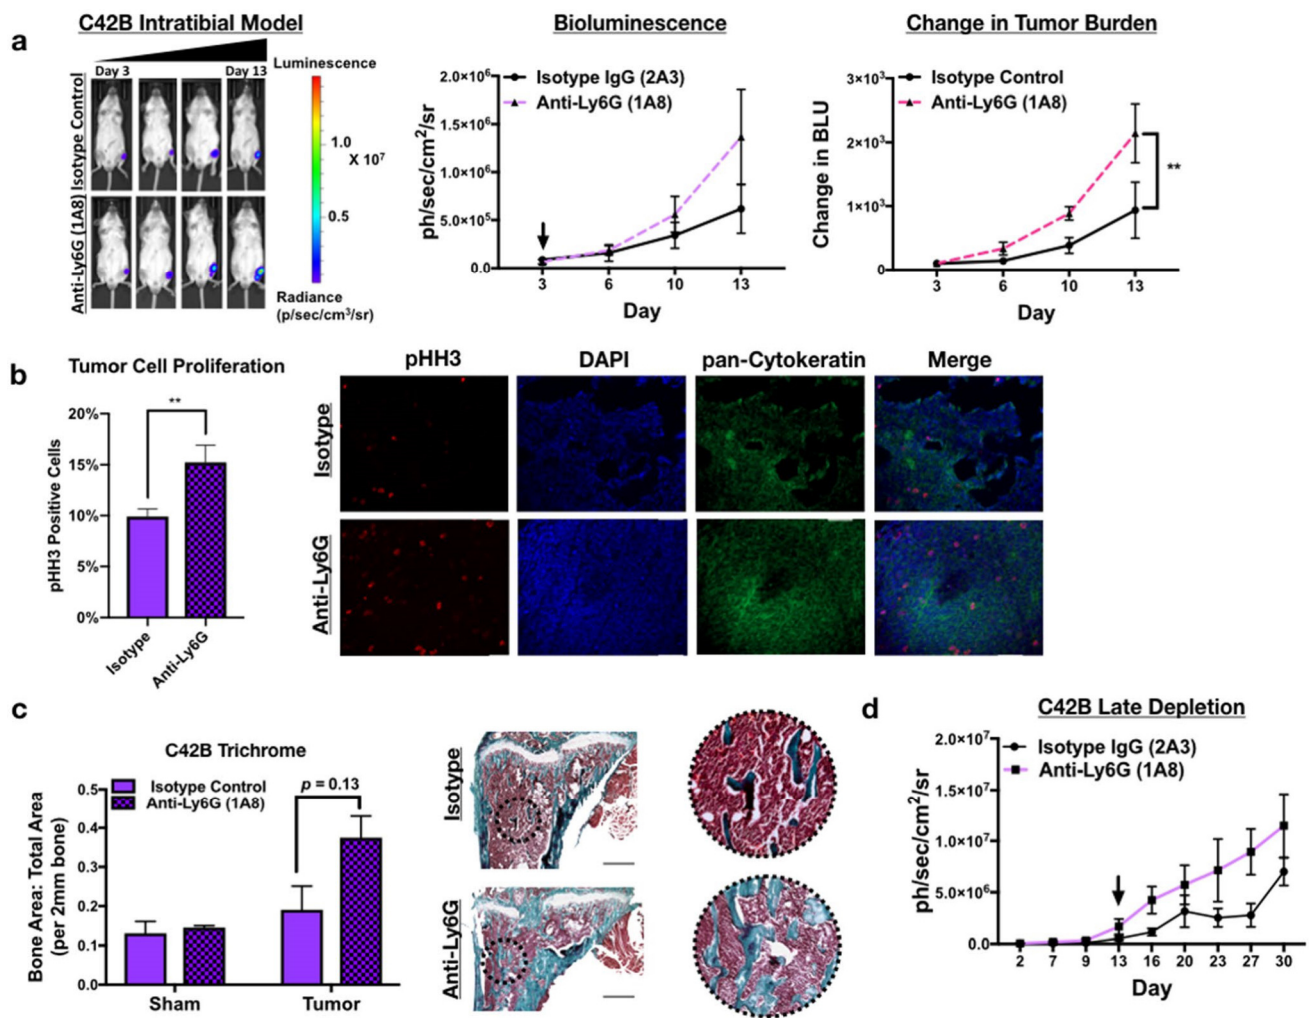 a
C42B Intratibial Model
Day 3
Day 13
Isotype Control
Anti-Ly6G (1A8)
Luminescence
1.0
X 10⁷
0.5
Radiance
(p/sec/cm³/sr)
Bioluminescence
Isotype IgG (2A3)
Anti-Ly6G (1A8)
ph/sec/cm²/sr
2.0×10⁶
1.5×10⁶
1.0×10⁶
5.0×10⁵
0.0
3 6 10 13
Day
Change in Tumor Burden
Isotype Control
Anti-Ly6G (1A8)
Change in BLU
3×10³
2×10³
1×10³
0
**
3 6 10 13
Day
b
Tumor Cell Proliferation
**
pHH3 Positive Cells
20%
15%
10%
5%
0%
Isotype
Anti-Ly6G
pHH3 DAPI pan-Cytokeratin Merge
Isotype
Anti-Ly6G
c
C42B Trichrome
Isotype Control
Anti-Ly6G (1A8)
p = 0.13
Bone Area: Total Area
(per 2mm bone)
0.5
0.4
0.3
0.2
0.1
0.0
Sham Tumor
Isotype
Anti-Ly6G
d
C42B Late Depletion
Isotype IgG (2A3)
Anti-Ly6G (1A8)
ph/sec/cm²/sr
2.0×10⁷
1.5×10⁷
1.0×10⁷
5.0×10⁶
0.0
2 7 9 13 16 20 23 27 30
Day